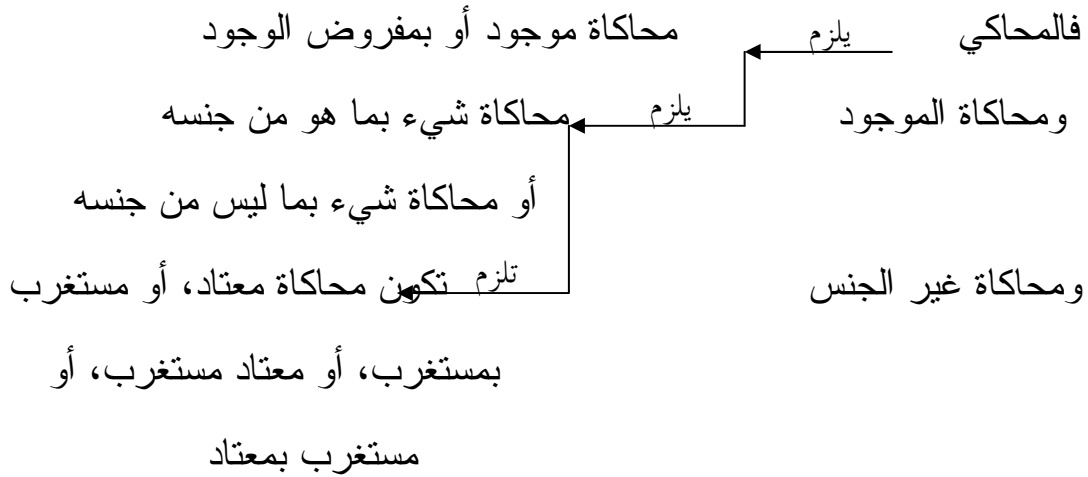 فالمحاكي يلزم محاكاة موجود أو بمفروض الوجود
ومحاكاة الموجود يلزم محاكاة شيء بما هو من جنسه
أو محاكاة شيء بما ليس من جنسه
ومحاكاة غير الجنس تلزم تكون محاكاة معتاد، أو مستغرب
بمستغرب، أو معتاد مستغرب، أو
مستغرب بمعتاد